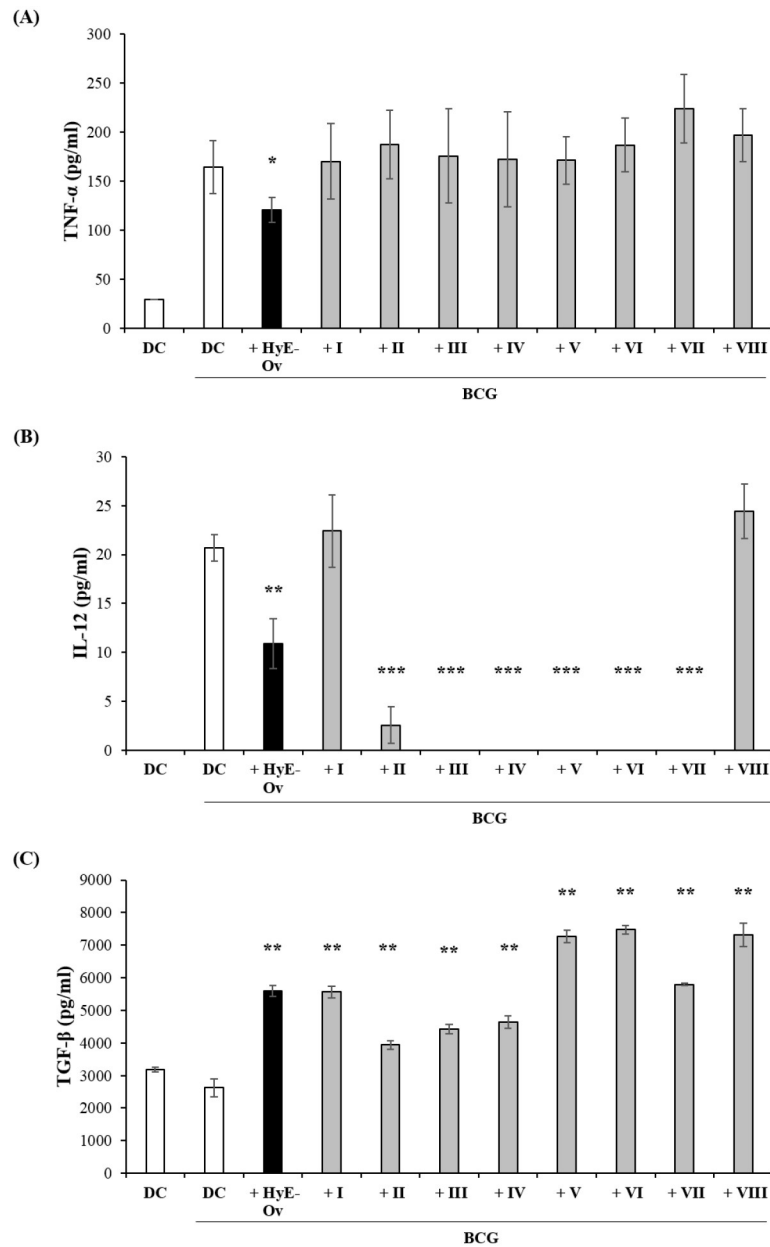 (A)
TNF-α (pg/ml)
300
250
200
150
100
50
0
*
DC DC + HyE-Ov + I + II + III + IV + V + VI + VII + VIII
BCG
(B)
IL-12 (pg/ml)
30
25
20
15
10
5
0
** *** *** *** *** *** ***
DC DC + HyE-Ov + I + II + III + IV + V + VI + VII + VIII
BCG
(C)
TGF-β (pg/ml)
9000
8000
7000
6000
5000
4000
3000
2000
1000
0
** ** ** ** ** ** ** ** **
DC DC + HyE-Ov + I + II + III + IV + V + VI + VII + VIII
BCG